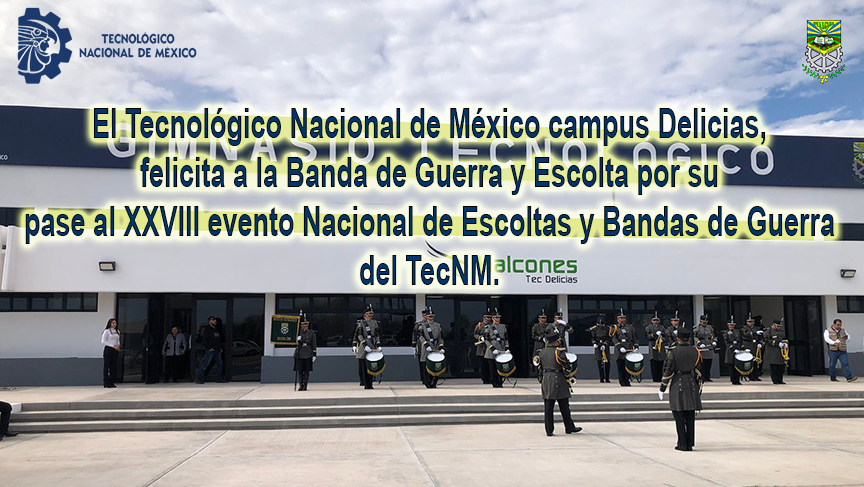 TECNOLÓGICO
NACIONAL DE MÉXICO
El Tecnológico Nacional de México campus Delicias,
GIMNASIO TECNOLÓGICO
felicita a la Banda de Guerra y Escolta por su
pase al XXVIII evento Nacional de Escoltas y Bandas de Guerra
del TecNM.
alcones
Tec Delicias